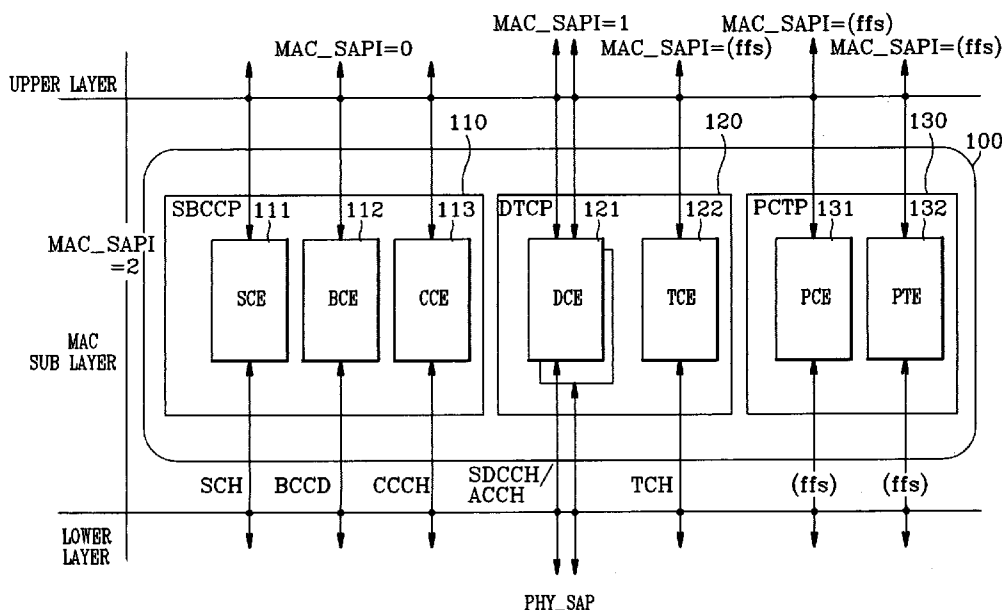 MAC_SAPI=1
MAC_SAPI=(ffs)
MAC_SAPI=0
MAC_SAPI=(ffs)
MAC_SAPI=(ffs)
UPPER LAYER
110
120
130
100
SBCCP
111
112
113
DTCP
121
122
PCTP
131
132
MAC_SAPI
=2
SCE
BCE
CCE
DCE
TCE
PCE
PTE
MAC
SUB LAYER
SCH
BCCD
CCCH
SDCCH/
ACCH
TCH
(ffs)
(ffs)
LOWER
LAYER
PHY_SAP